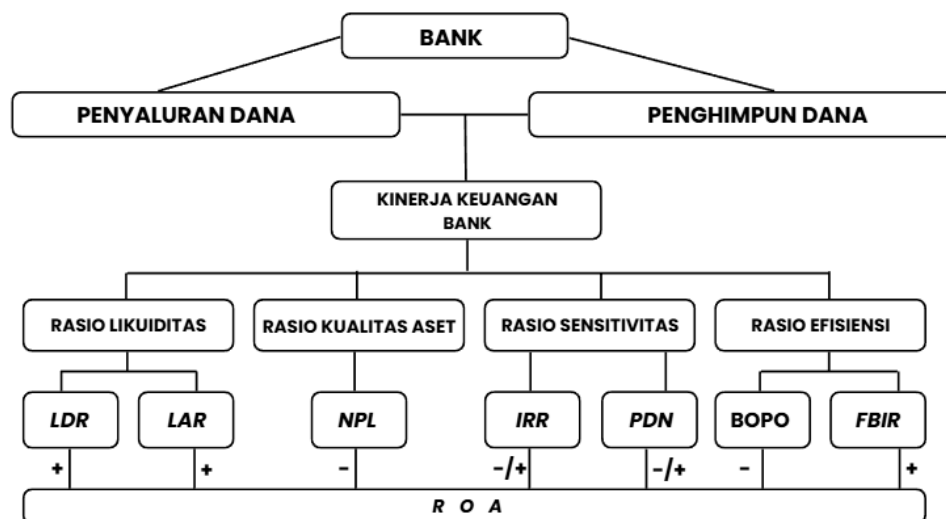 BANK
PENYALURAN DANA
PENGHIMPUN DANA
KINERJA KEUANGAN
BANK
RASIO LIKUIDITAS
RASIO KUALITAS ASET
RASIO SENSITIVITAS
RASIO EFISIENSI
LDR
LAR
NPL
IRR
PDN
BOPO
FBIR
+
+
-
-/+
-/+
-
+
R O A